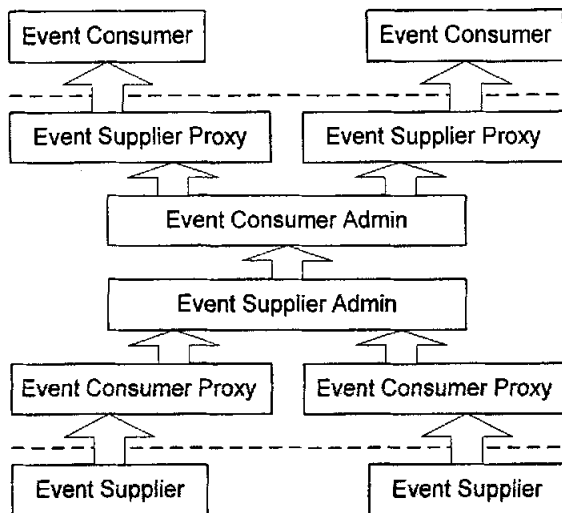 Event Consumer Event Consumer
Event Supplier Proxy Event Supplier Proxy
Event Consumer Admin
Event Supplier Admin
Event Consumer Proxy Event Consumer Proxy
Event Supplier Event Supplier